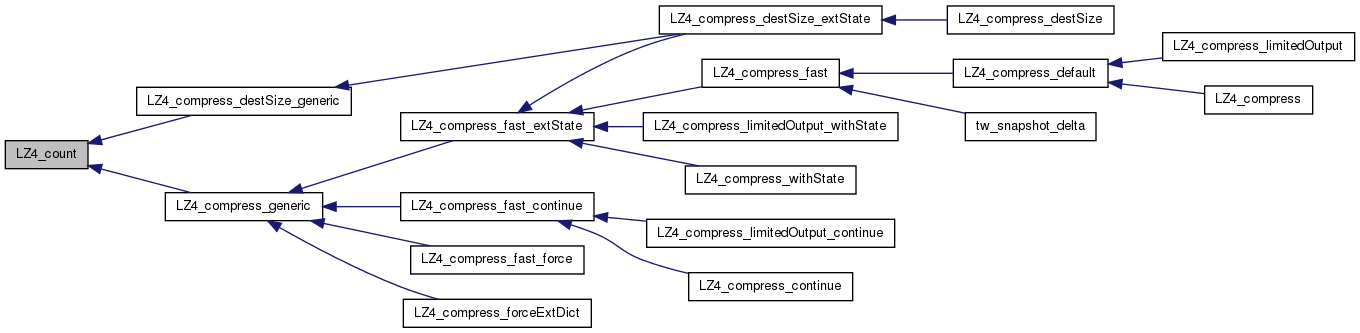 LZ4_compress_destSize_extState
LZ4_compress_destSize
LZ4_compress_limitedOutput
LZ4_compress_fast
LZ4_compress_default
LZ4_compress_destSize_generic
LZ4_compress
LZ4_compress_fast_extState
LZ4_compress_limitedOutput_withState
tw_snapshot_delta
LZ4_count
LZ4_compress_withState
LZ4_compress_generic
LZ4_compress_fast_continue
LZ4_compress_limitedOutput_continue
LZ4_compress_fast_force
LZ4_compress_continue
LZ4_compress_forceExtDict